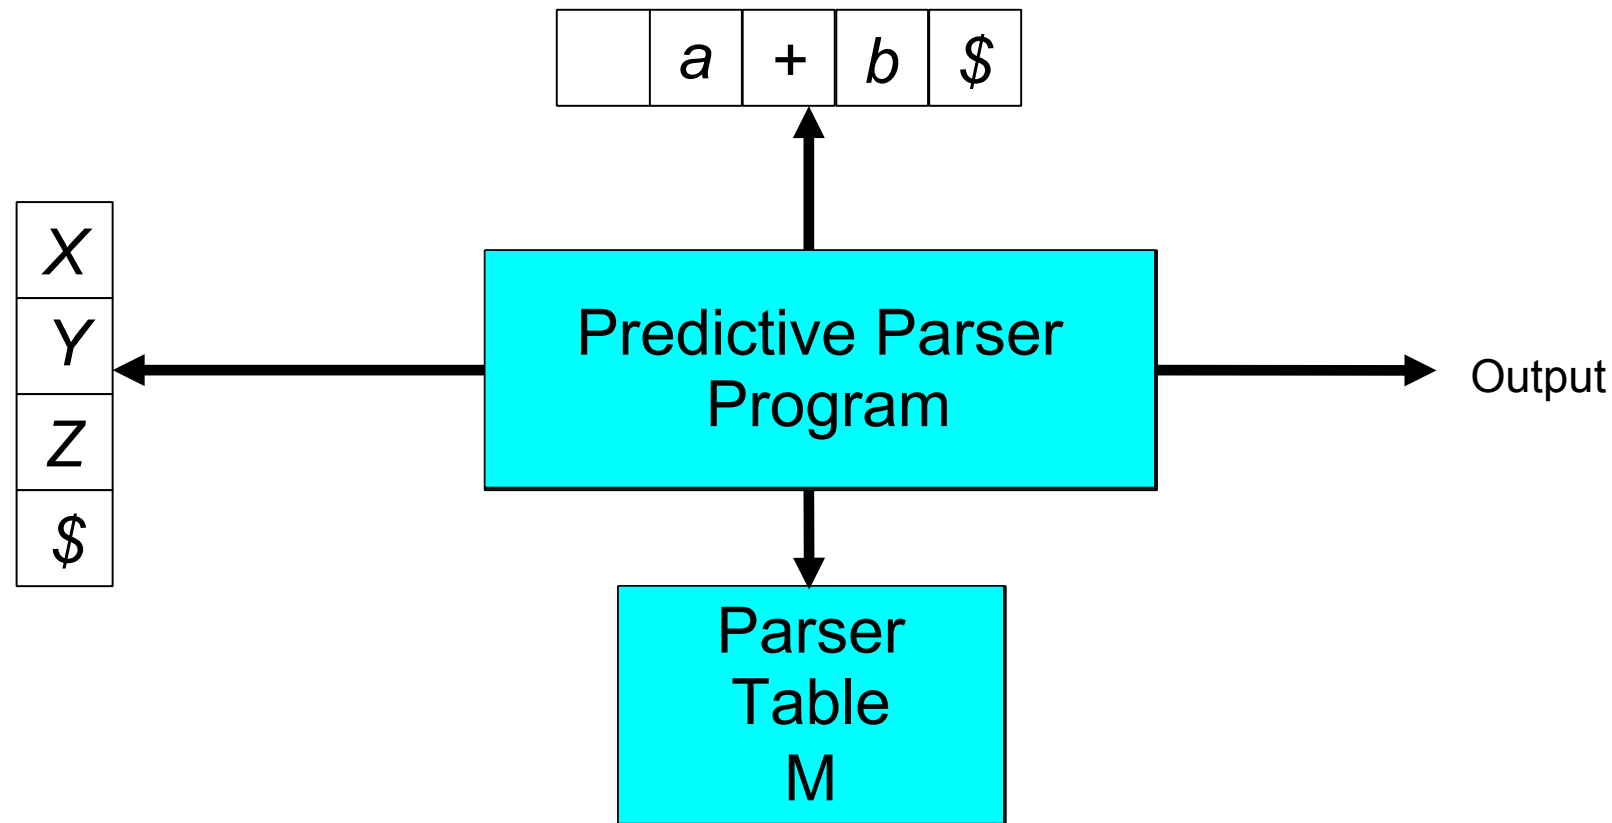 a + b $
X
Y
Z
$
Predictive Parser
Program
Output
Parser
Table
M